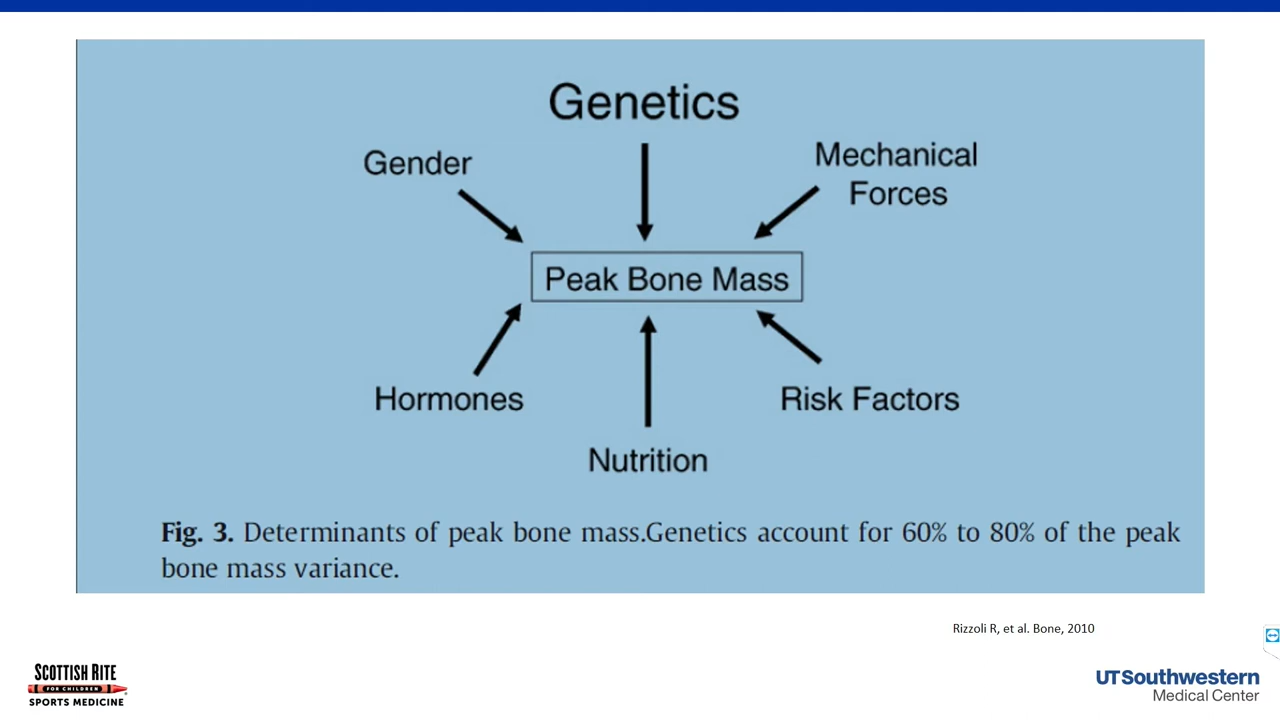 Genetics
Gender
Mechanical
Forces
Peak Bone Mass
Hormones
Risk Factors
Nutrition
Fig. 3. Determinants of peak bone mass.Genetics account for 60% to 80% of the peak
bone mass variance.
Rizzoli R, et al. Bone, 2010
SCOTTISH RITE
FOR CHILDREN
SPORTS MEDICINE
UTSouthwestern
Medical Center